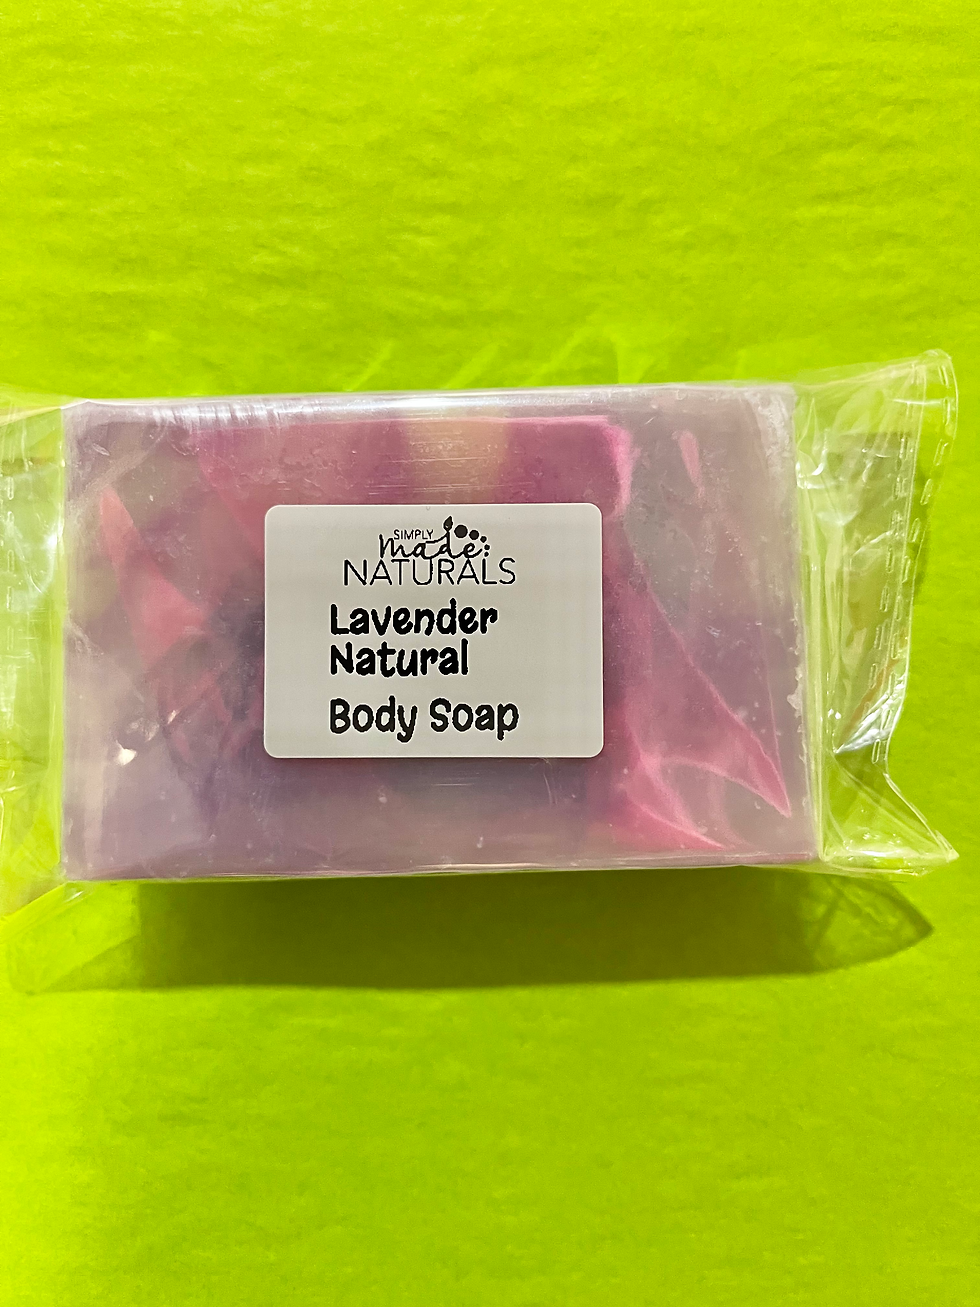 SIMPLY
made
NATURALS
Lavender
Natural
Body Soap